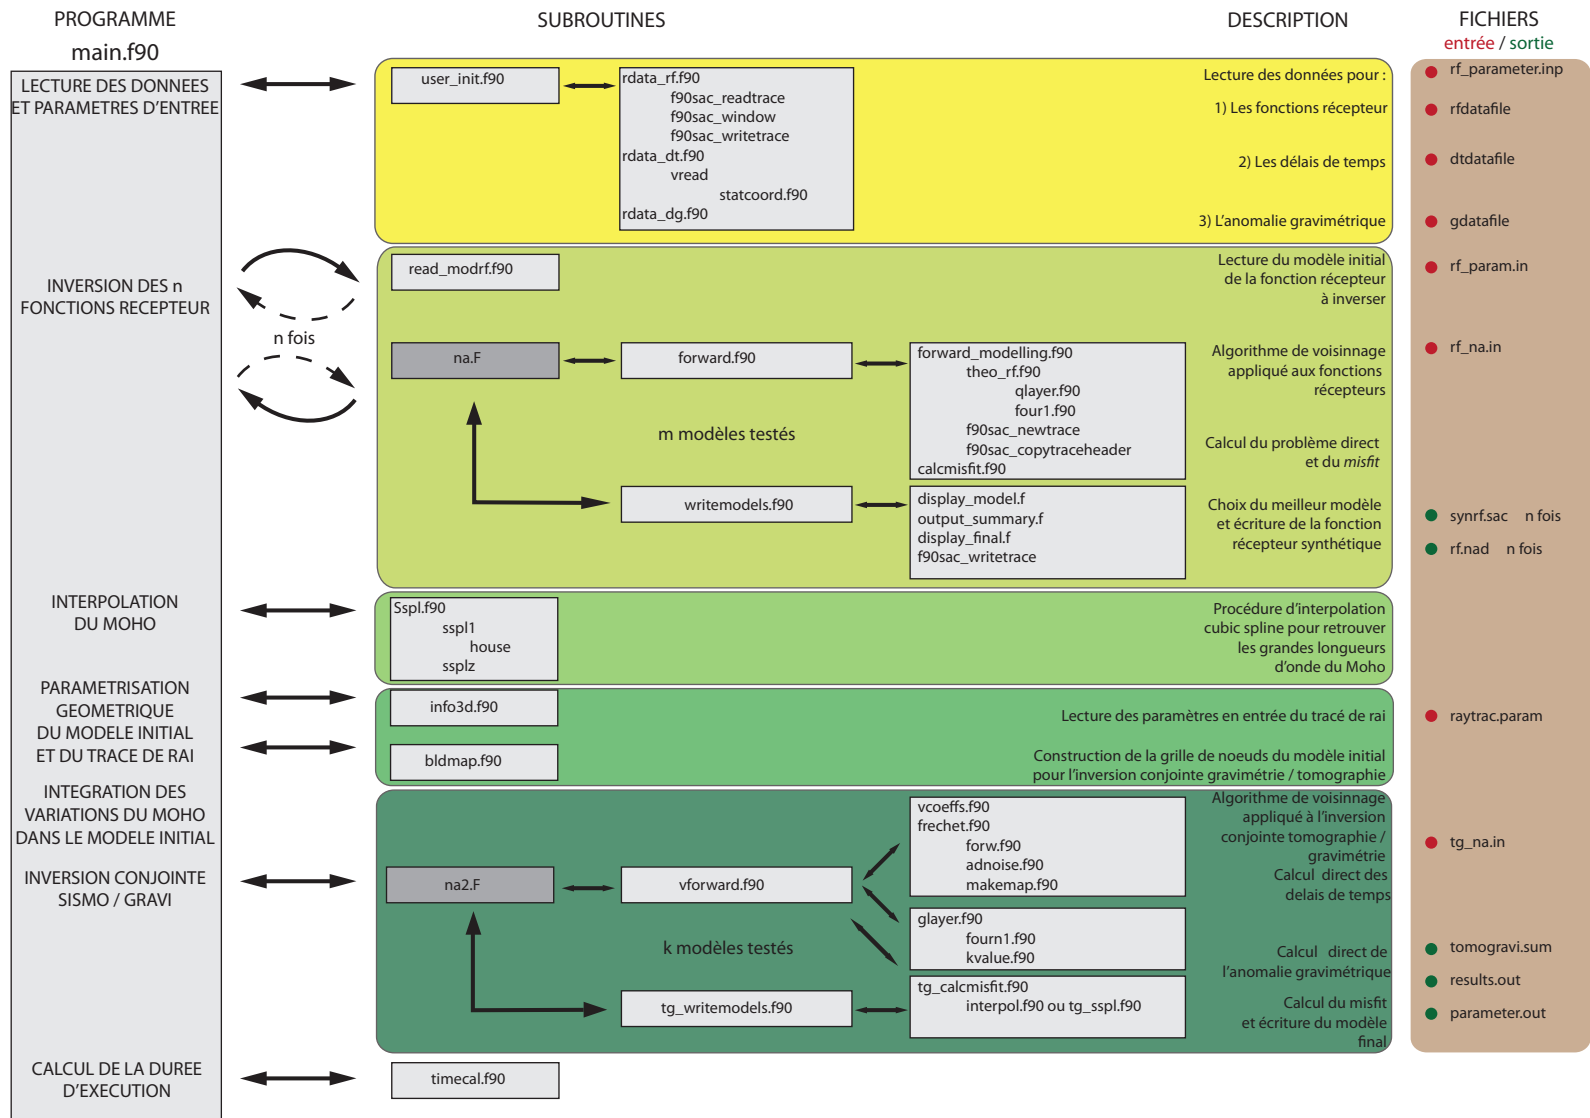 PROGRAMME
main.f90
SUBROUTINES
DESCRIPTION
FICHIERS
entrée / sortie
LECTURE DES DONNEES
ET PARAMETRES D'ENTREE
user_init.f90
rdata_rf.f90
f90sac_readtrace
f90sac_window
f90sac_writetrace
rdata_dt.f90
vread
statcoord.f90
rdata_dg.f90
Lecture des données pour :
1) Les fonctions récepteur
2) Les délais de temps
3) L'anomalie gravimétrique
rf_parameter.inp
rfdatafile
dtdatafile
gdatafile
INVERSION DES n
FONCTIONS RECEPTEUR
n fois
read_modrf.f90
na.F
forward.f90
forward_modelling.f90
theo_rf.f90
qlayer.f90
four1.f90
f90sac_newtrace
f90sac_copytraceheader
calcmisfit.f90
m modèles testés
writemodels.f90
display_model.f
output_summary.f
display_final.f
f90sac_writetrace
Lecture du modèle initial
de la fonction récepteur
à inverser
Algorithme de voisinnage
appliqué aux fonctions
récepteurs
Calcul du problème direct
et du misfit
Choix du meilleur modèle
et écriture de la fonction
récepteur synthétique
rf_param.in
rf_na.in
synrf.sac n fois
rf.nad n fois
INTERPOLATION
DU MOHO
Sspl.f90
sspl1
house
ssplz
Procédure d'interpolation
cubic spline pour retrouver
les grandes longueurs
d'onde du Moho
PARAMETRISATION
GEOMETRIQUE
DU MODELE INITIAL
ET DU TRACE DE RAI
info3d.f90
bldmap.f90
Lecture des paramètres en entrée du tracé de rai
Construction de la grille de noeuds du modèle initial
pour l'inversion conjointe gravimétrie / tomographie
raytrac.param
INTEGRATION DES
VARIATIONS DU MOHO
DANS LE MODELE INITIAL
INVERSION CONJOINTE
SISMO / GRAVI
na2.F
vforward.f90
vcoeffs.f90
frechet.f90
forw.f90
adnoise.f90
makemap.f90
glayer.f90
fourn1.f90
kvalue.f90
k modèles testés
tg_writemodels.f90
tg_calcmisfit.f90
interpol.f90 ou tg_sspl.f90
Algorithme de voisinnage
appliqué à l'inversion
conjointe tomographie /
gravimétrie
Calcul direct des
delais de temps
Calcul direct de
l'anomalie gravimétrique
Calcul du misfit
et écriture du modèle
final
tg_na.in
tomogravi.sum
results.out
parameter.out
CALCUL DE LA DUREE
D'EXECUTION
timecal.f90